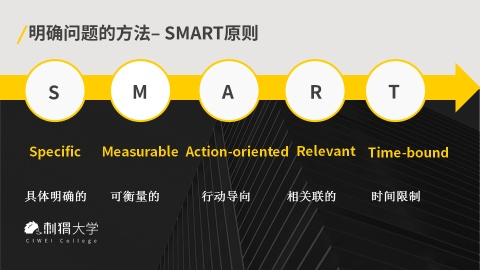 明确问题的方法– SMART原则
S M A R T
Specific Measurable Action-oriented Relevant Time-bound
具体明确的 可衡量的 行动导向 相关联的 时间限制
刺猬大学
CIWEI College